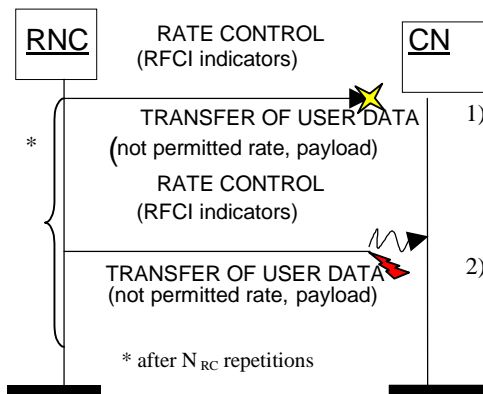 RNC
RATE CONTROL
CN
(RFCI indicators)
1)
TRANSFER OF USER DATA
*
(not permitted rate, payload)
RATE CONTROL
(RFCI indicators)
2)
TRANSFER OF USER DATA
(not permitted rate, payload)
* after N RC repetitions